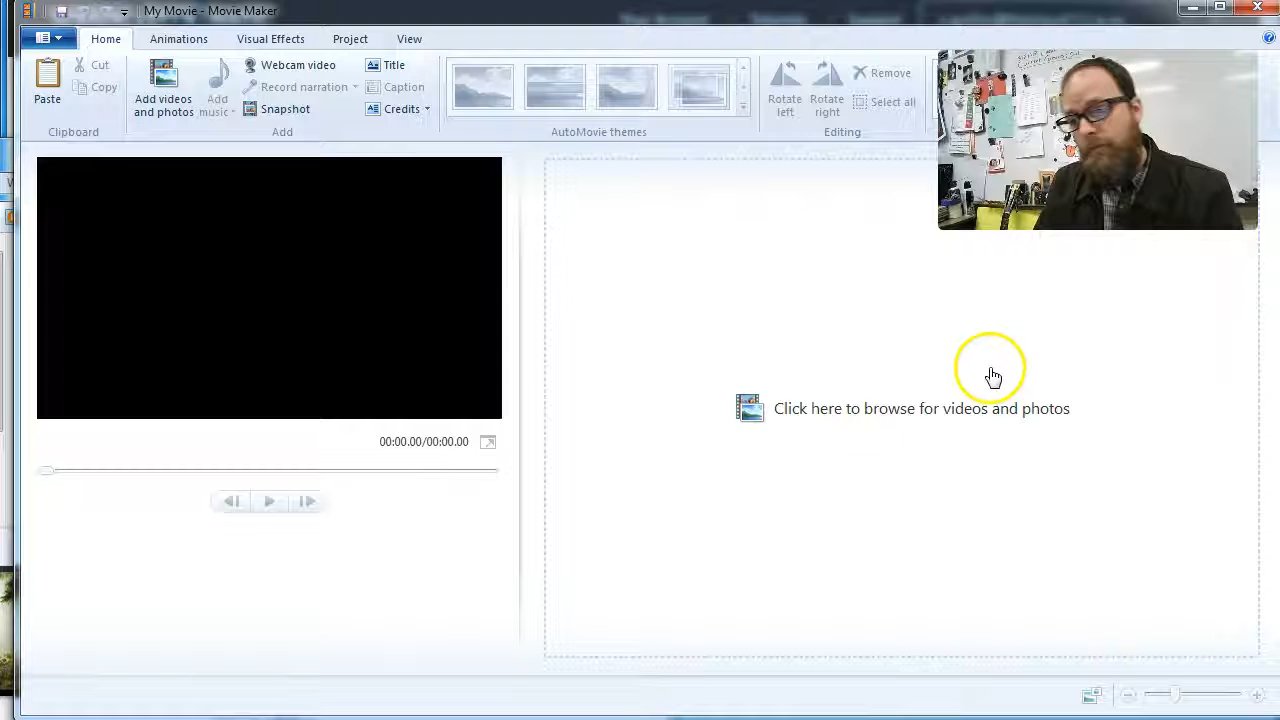 My Movie - Movie Maker
Home
Animations
Visual Effects
Project
View
Paste
Cut
Copy
Clipboard
Add videos
and photos
Add
music
Webcam video
Record narration
Snapshot
Add
Title
Caption
Credits
AutoMovie themes
Rotate
left
Rotate
right
Remove
Select all
Editing
Click here to browse for videos and photos
00:00.00/00:00.00